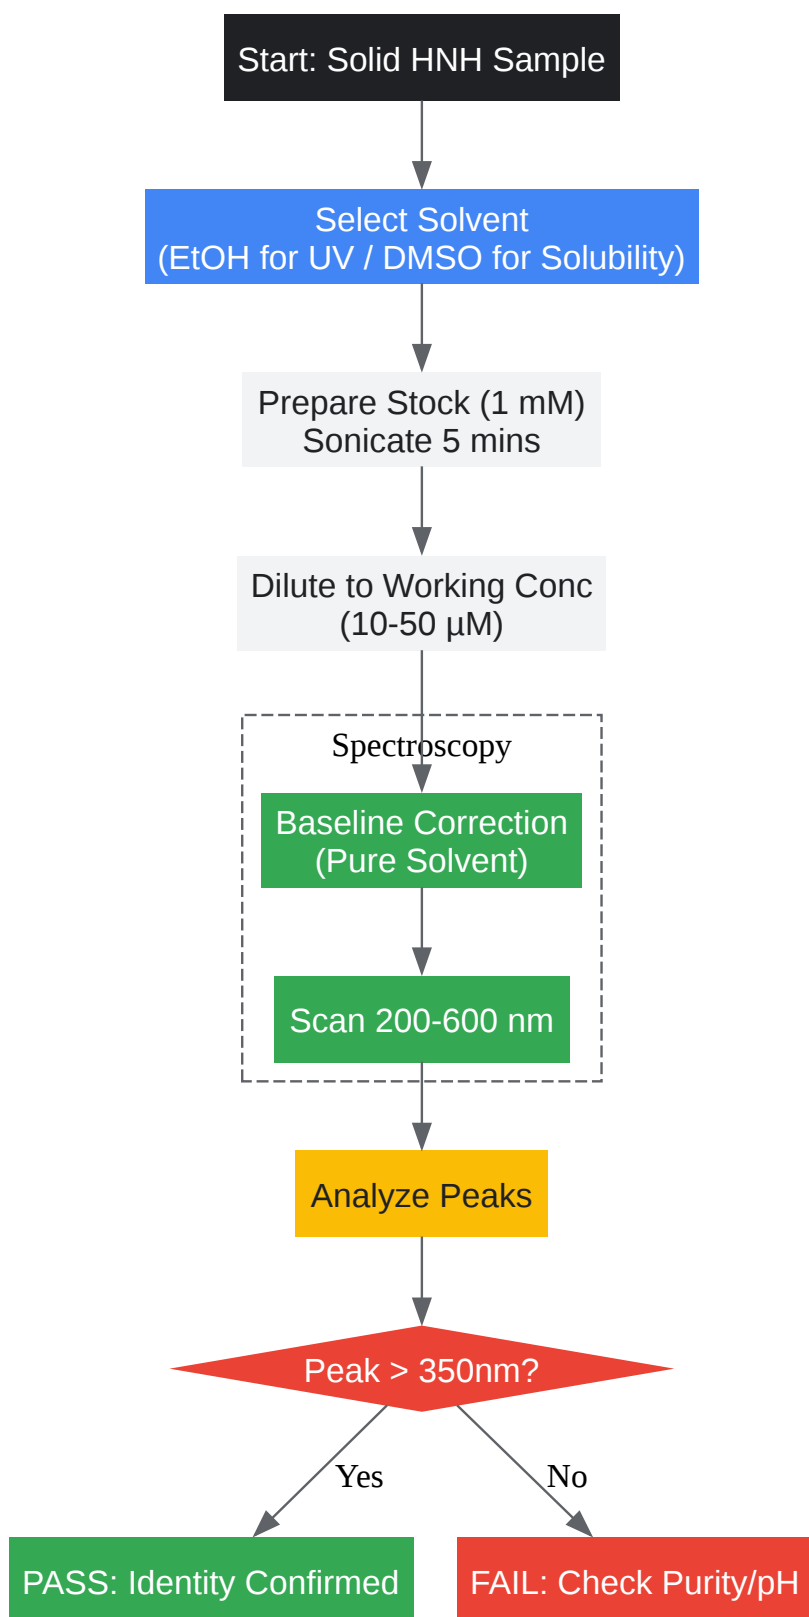 Start: Solid HNH Sample
Select Solvent
(EtOH for UV / DMSO for Solubility)
Prepare Stock (1 mM)
Sonicate 5 mins
Dilute to Working Conc
(10-50 µM)
Spectroscopy
Baseline Correction
(Pure Solvent)
Scan 200-600 nm
Analyze Peaks
Peak > 350nm?
Yes
No
PASS: Identity Confirmed
FAIL: Check Purity/pH